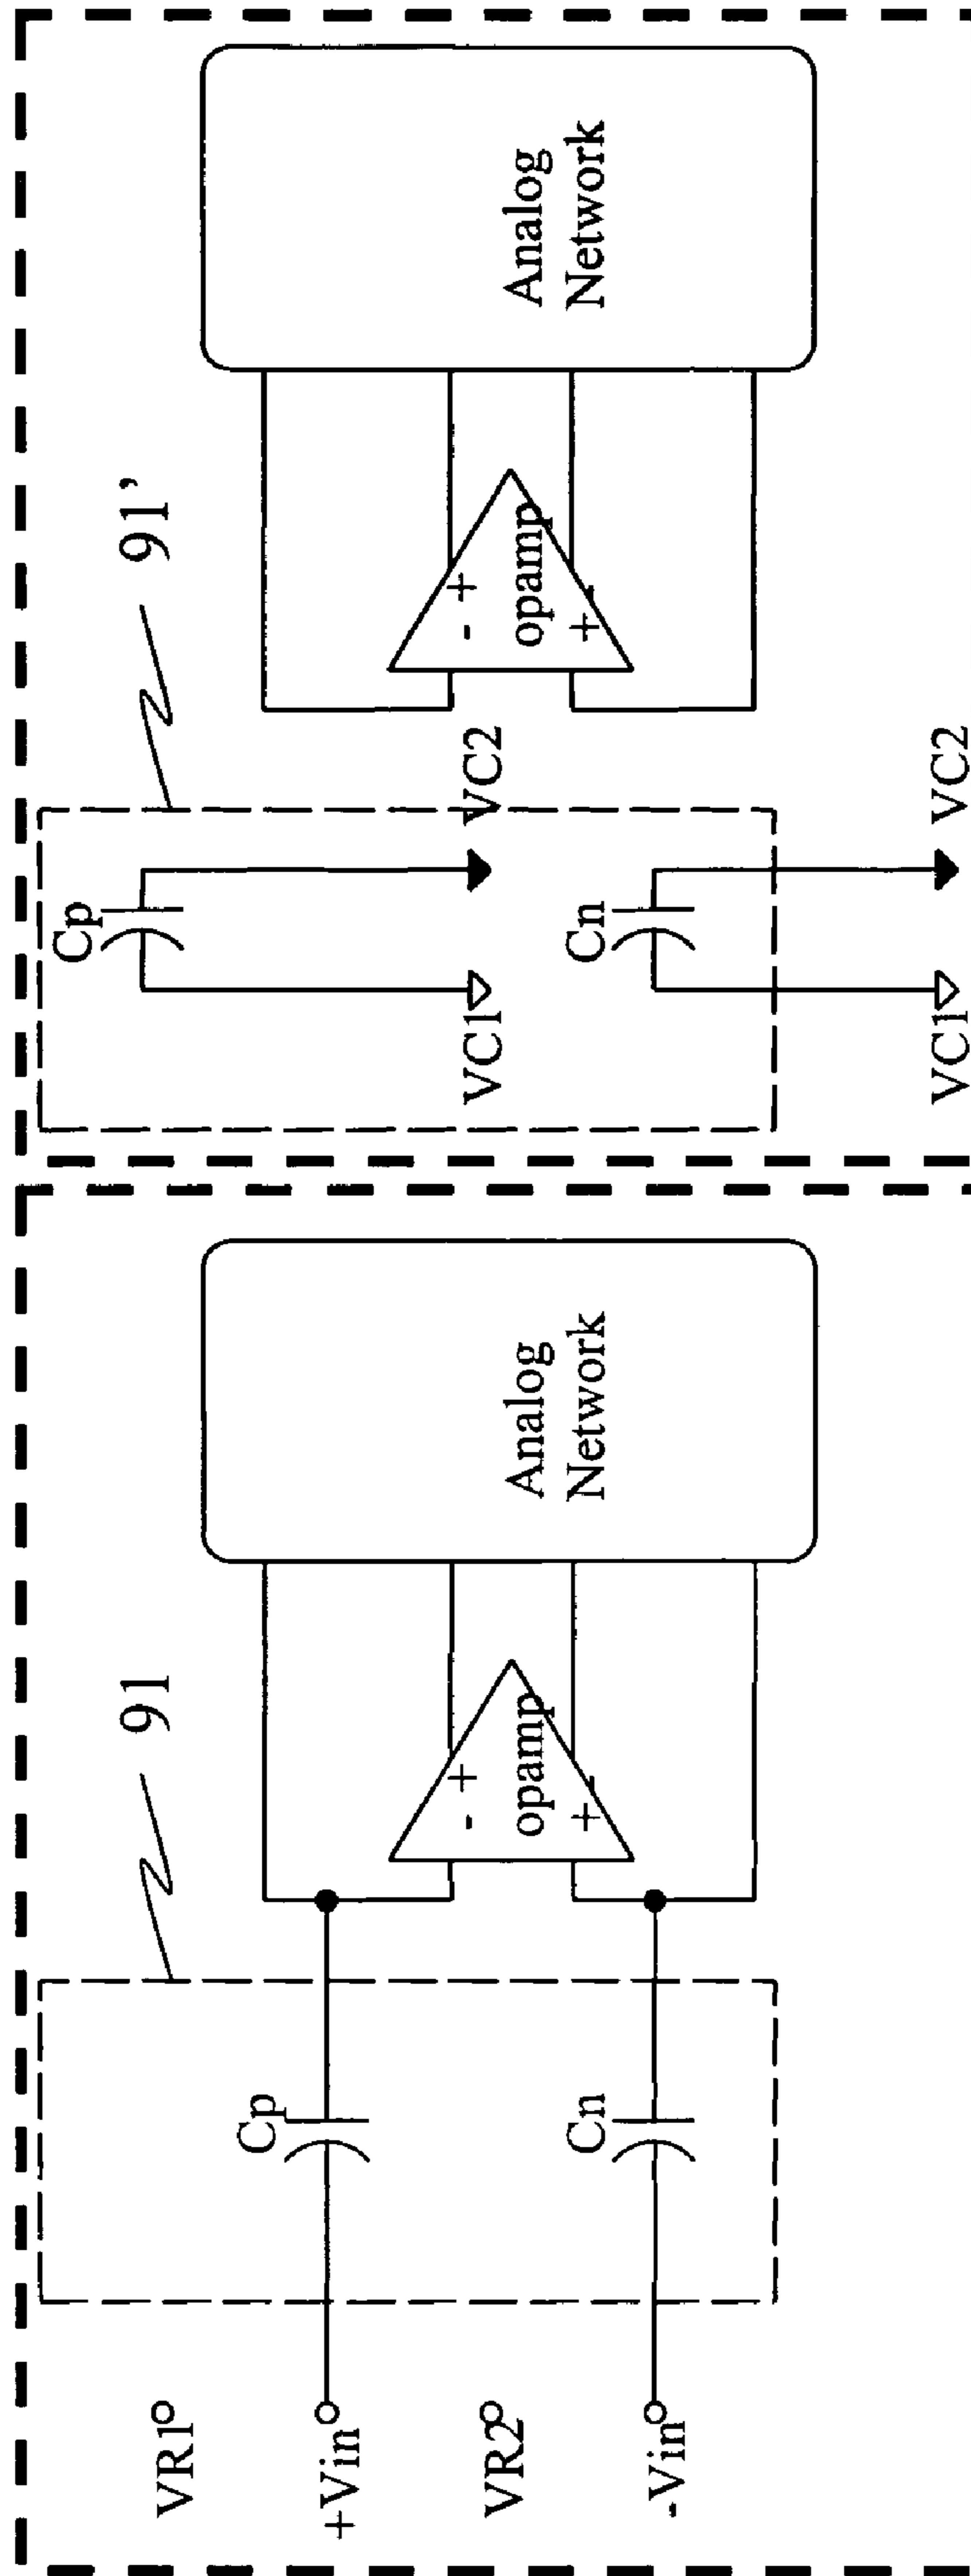 91
VR1
+Vin
VR2
-Vin
Cp
Cn
- +
opamp
+ -
Analog
Network
91’
Cp
VC1
VC2
Cn
VC1
VC2
- +
opamp
+ -
Analog
Network